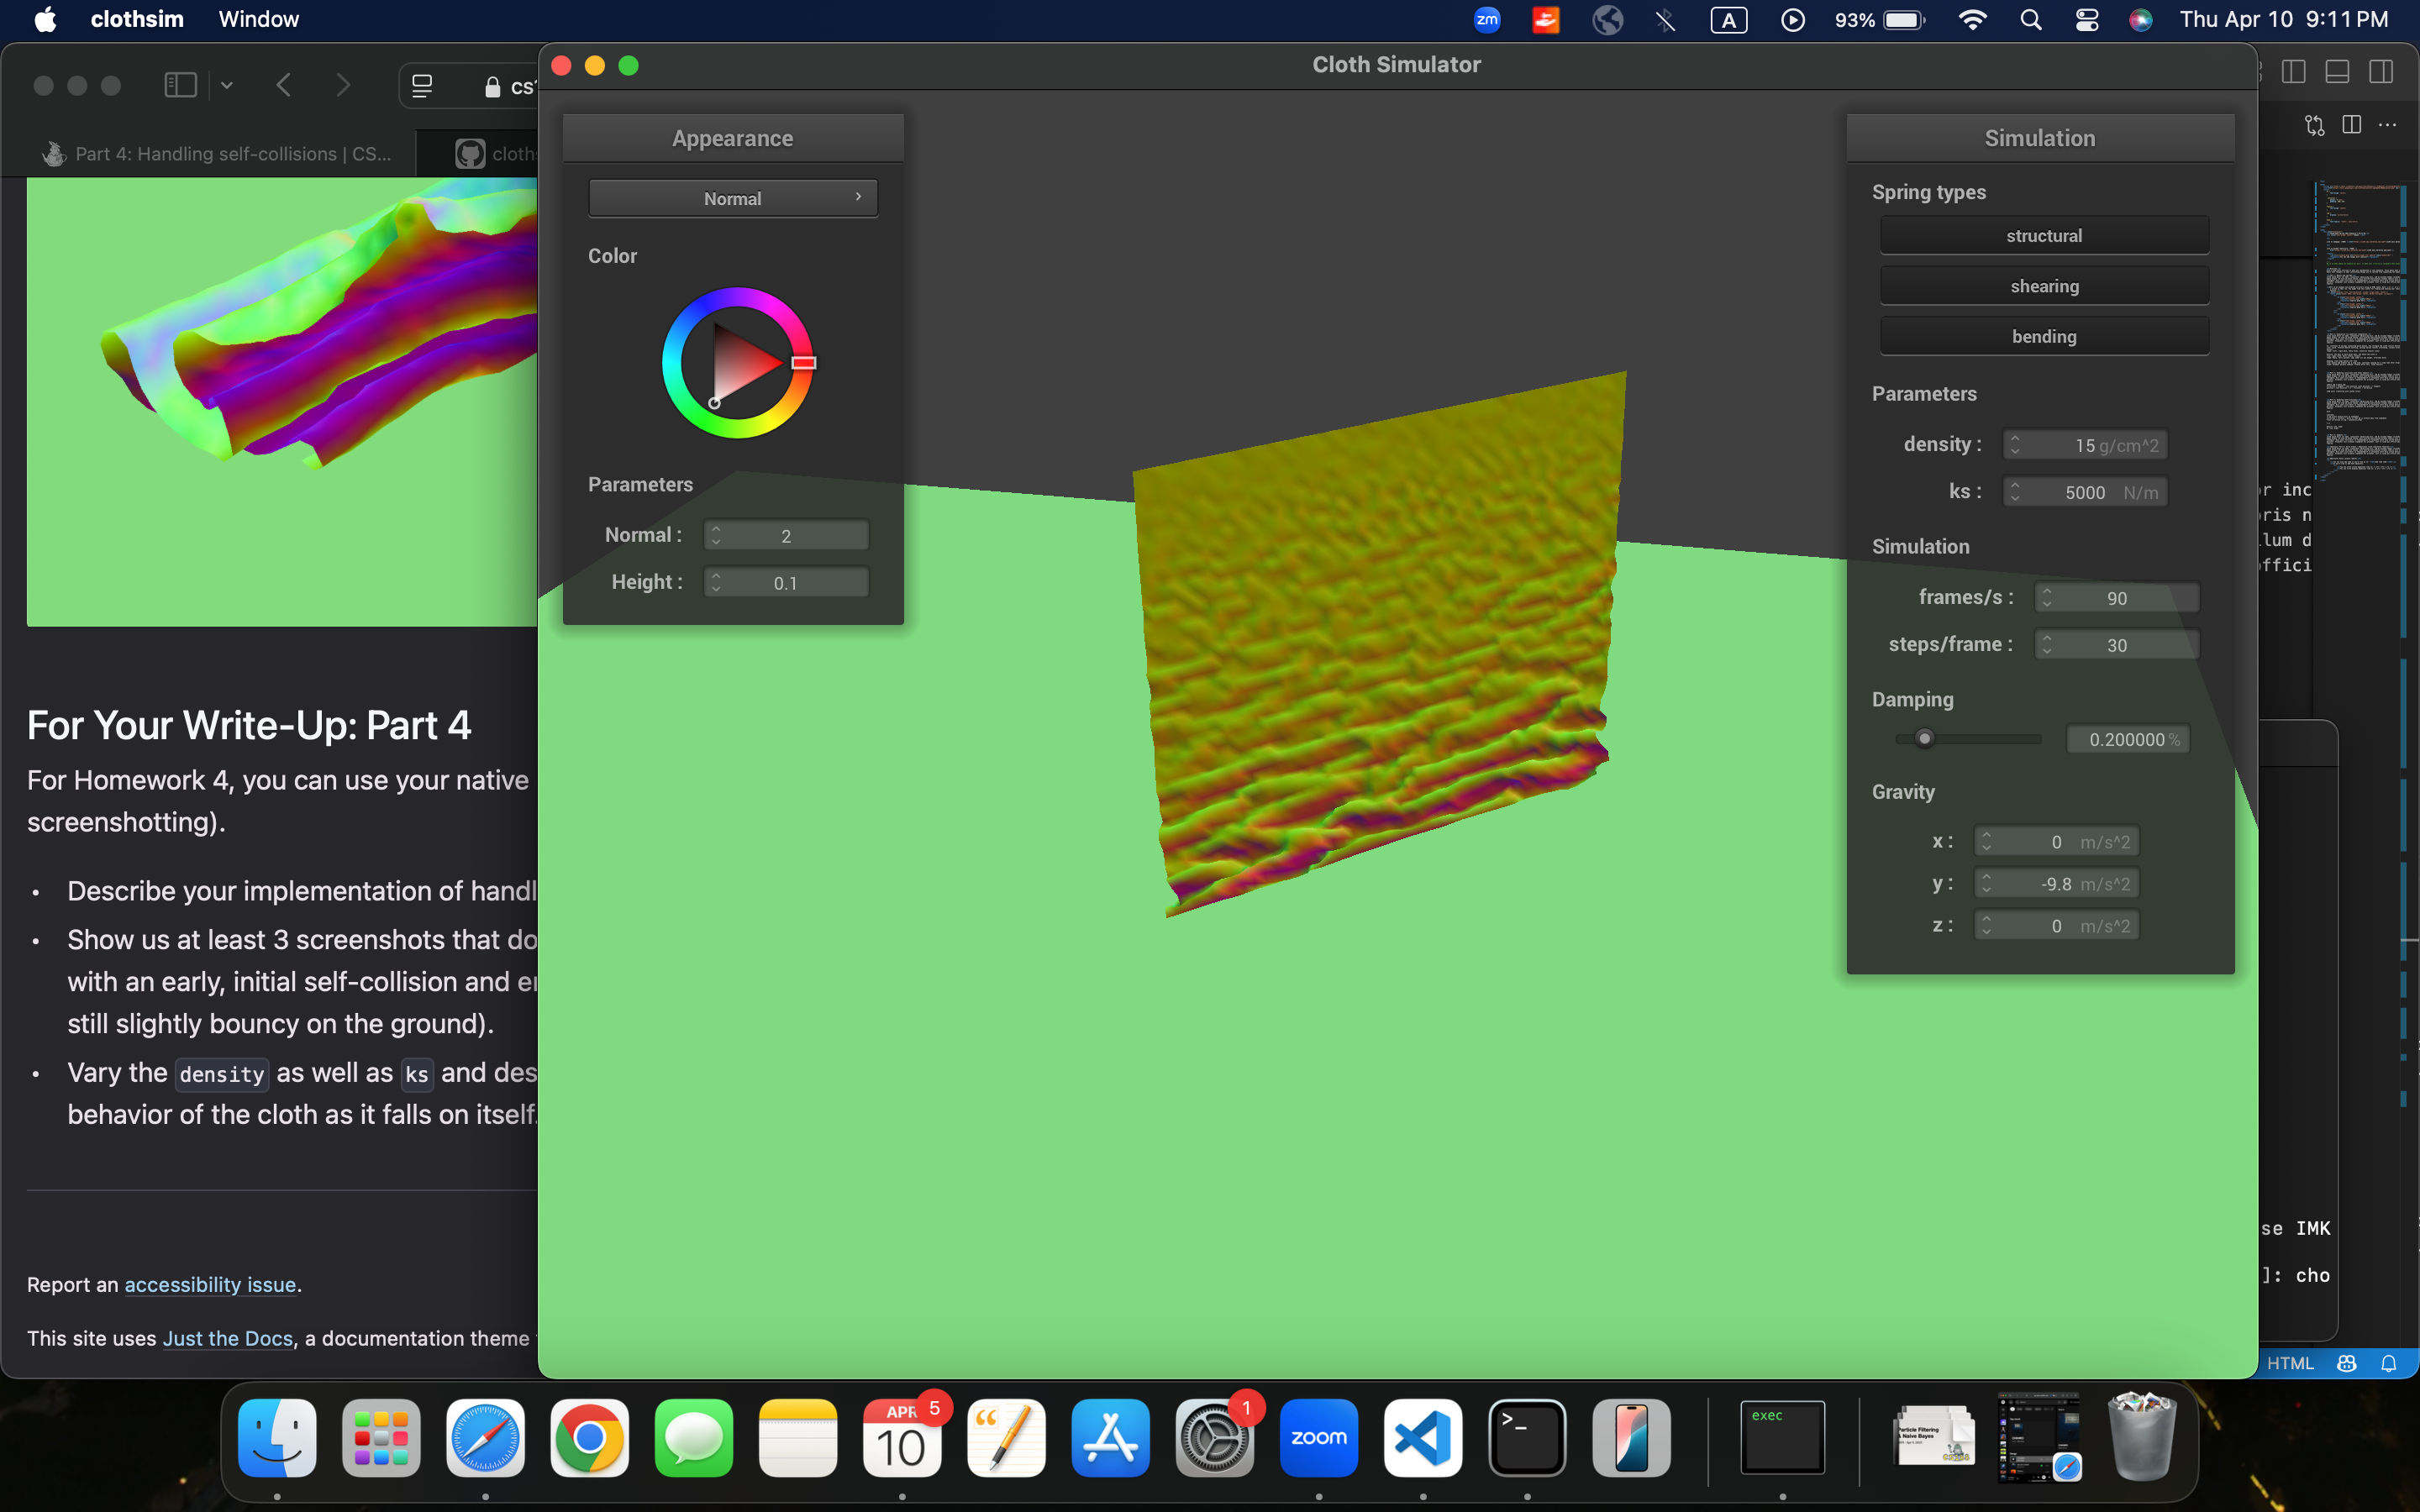 clothsim Window
zm A 93% Thu Apr 10 9:11 PM
Cloth Simulator
Part 4: Handling self-collisions | CS...
cloth
For Your Write-Up: Part 4
For Homework 4, you can use your native
screenshotting).
• Describe your implementation of handl
• Show us at least 3 screenshots that do
with an early, initial self-collision and
still slightly bouncy on the ground).
• Vary the density as well as ks and des
behavior of the cloth as it falls on itself.
Report an accessibility issue.
This site uses Just the Docs, a documentation theme
Appearance
Normal
Color
Parameters
Normal : 2
Height : 0.1
Simulation
Spring types
structural
shearing
bending
Parameters
density : 15 g/cm^2
ks : 5000 N/m
Simulation
frames/s : 90
steps/frame : 30
Damping
0.200000 %
Gravity
x : 0 m/s^2
y : -9.8 m/s^2
z : 0 m/s^2
r inc
oris n
lum d
offici
se IMK
]: cho
HTML
APR 5
10
1
zoom
>_
exec
Particle Filtering
& Naive Bayes